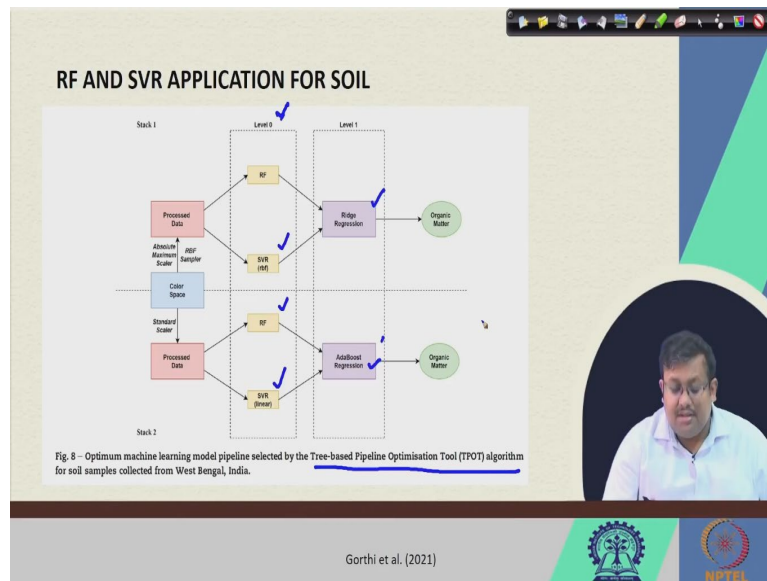 RF AND SVR APPLICATION FOR SOIL
Stack 1
Level 0
Level 1
RF
Processed
Data
Ridge
Regression
Organic
Matter
Absolute
Maximum
Scaler
RBF
Sampler
SVR
(rbf)
Color
Space
Standard
Scaler
RF
Processed
Data
AdaBoost
Regression
Organic
Matter
SVR
(linear)
Stack 2
Fig. 8 – Optimum machine learning model pipeline selected by the Tree-based Pipeline Optimisation Tool (TPOT) algorithm
for soil samples collected from West Bengal, India.
Gorthi et al. (2021)
NPTEL